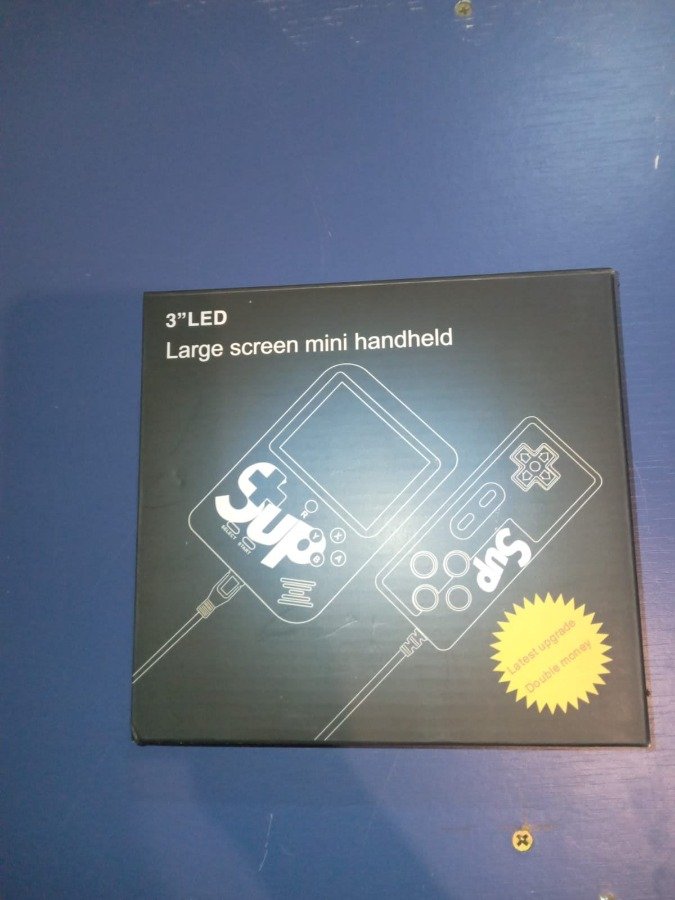 3”LED
Large screen mini handheld
Sup
SELECT START
R
Y X
B A
Sup
Latest upgrade
Double money